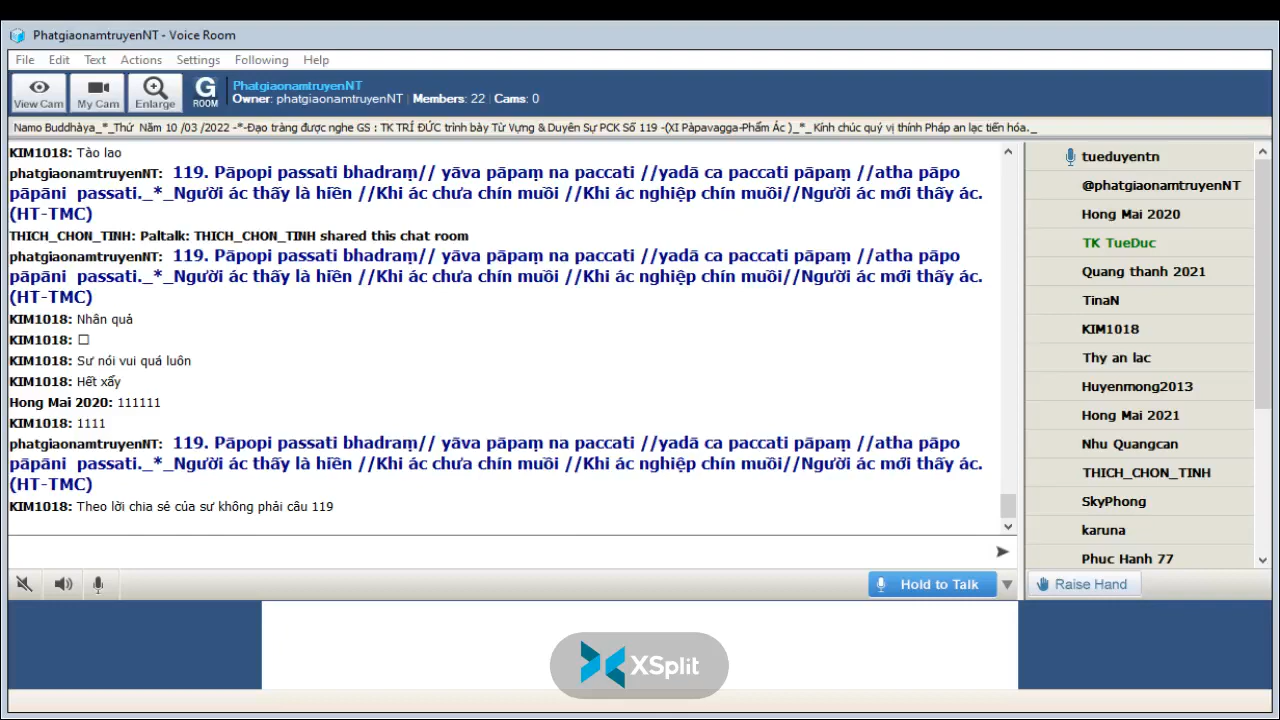 PhatgiaonamtruyenNT - Voice Room
File Edit Text Actions Settings Following Help
View Cam My Cam Enlarge G ROOM
PhatgiaonamtruyenNT
Owner: phatgiaonamtruyenNT | Members: 22 | Cams: 0
Namo Buddhàya_*_Thứ Năm 10 /03 /2022 -*-Đạo tràng được nghe GS : TK TRÍ ĐỨC trình bày Từ Vựng & Duyên Sự PCK Số 119 -(XI Pàpavagga-Phẩm Ác )_*_ Kính chúc quý vị thính Pháp an lạc tiến hóa._
KIM1018: Tào lao
phatgiaonamtruyenNT: 119. Pāpopi passati bhadraṃ// yāva pāpaṃ na paccati //yadā ca paccati pāpaṃ //atha pāpo
pāpāni passati._*_Người ác thấy là hiền //Khi ác chưa chín muồi //Khi ác nghiệp chín muồi//Người ác mới thấy ác.
(HT-TMC)
THICH_CHON_TINH: Paltalk: THICH_CHON_TINH shared this chat room
phatgiaonamtruyenNT: 119. Pāpopi passati bhadraṃ// yāva pāpaṃ na paccati //yadā ca paccati pāpaṃ //atha pāpo
pāpāni passati._*_Người ác thấy là hiền //Khi ác chưa chín muồi //Khi ác nghiệp chín muồi//Người ác mới thấy ác.
(HT-TMC)
KIM1018: Nhân quả
KIM1018: □
KIM1018: Sư nói vui quá luôn
KIM1018: Hết xẩy
Hong Mai 2020: 111111
KIM1018: 1111
phatgiaonamtruyenNT: 119. Pāpopi passati bhadraṃ// yāva pāpaṃ na paccati //yadā ca paccati pāpaṃ //atha pāpo
pāpāni passati._*_Người ác thấy là hiền //Khi ác chưa chín muồi //Khi ác nghiệp chín muồi//Người ác mới thấy ác.
(HT-TMC)
KIM1018: Theo lời chia sẻ của sư không phải câu 119
tueduyentn
@phatgiaonamtruyenNT
Hong Mai 2020
TK TueDuc
Quang thanh 2021
TinaN
KIM1018
Thy an lac
Huyenmong2013
Hong Mai 2021
Nhu Quangcan
THICH_CHON_TINH
SkyPhong
karuna
Phuc Hanh 77
Hold to Talk
Raise Hand
XSplit